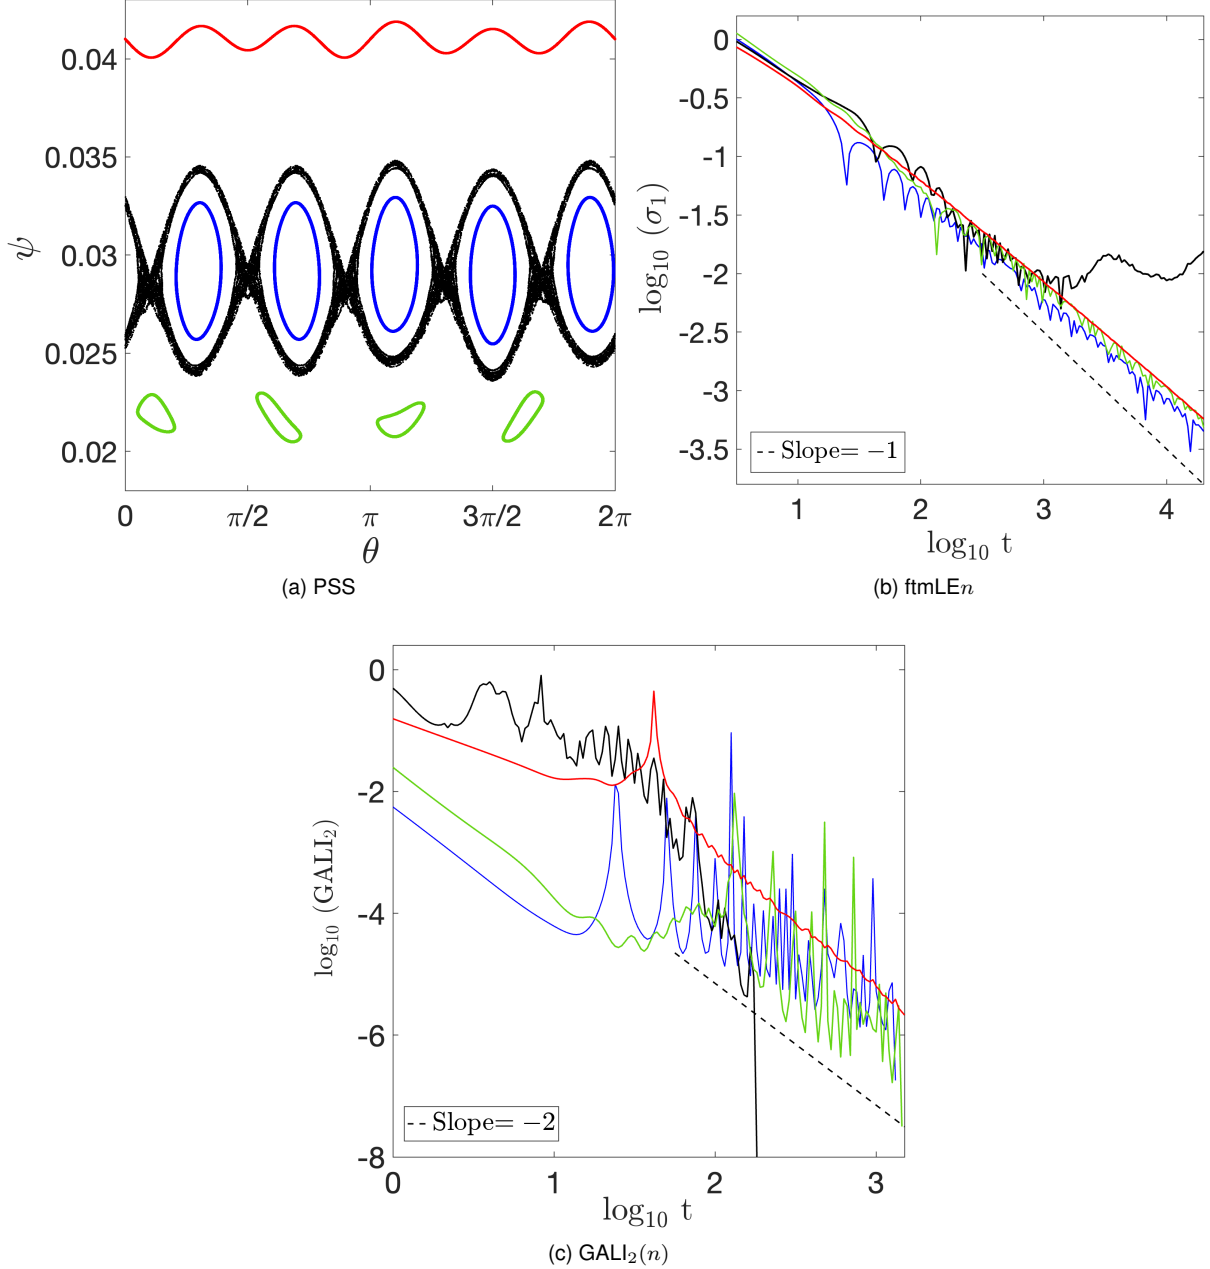 0.04
0.035
0.03
0.025
0.02
ψ
0 π/2 π 3π/2 2π
θ
(a) PSS
0
-0.5
-1
-1.5
-2
-2.5
-3
-3.5
log₁₀ (σ₁)
Slope= −1
1 2 3 4
log₁₀ t
(b) ftmLEn
0
-2
-4
-6
-8
log₁₀ (GALI₂)
Slope= −2
0 1 2 3
log₁₀ t
(c) GALI₂(n)